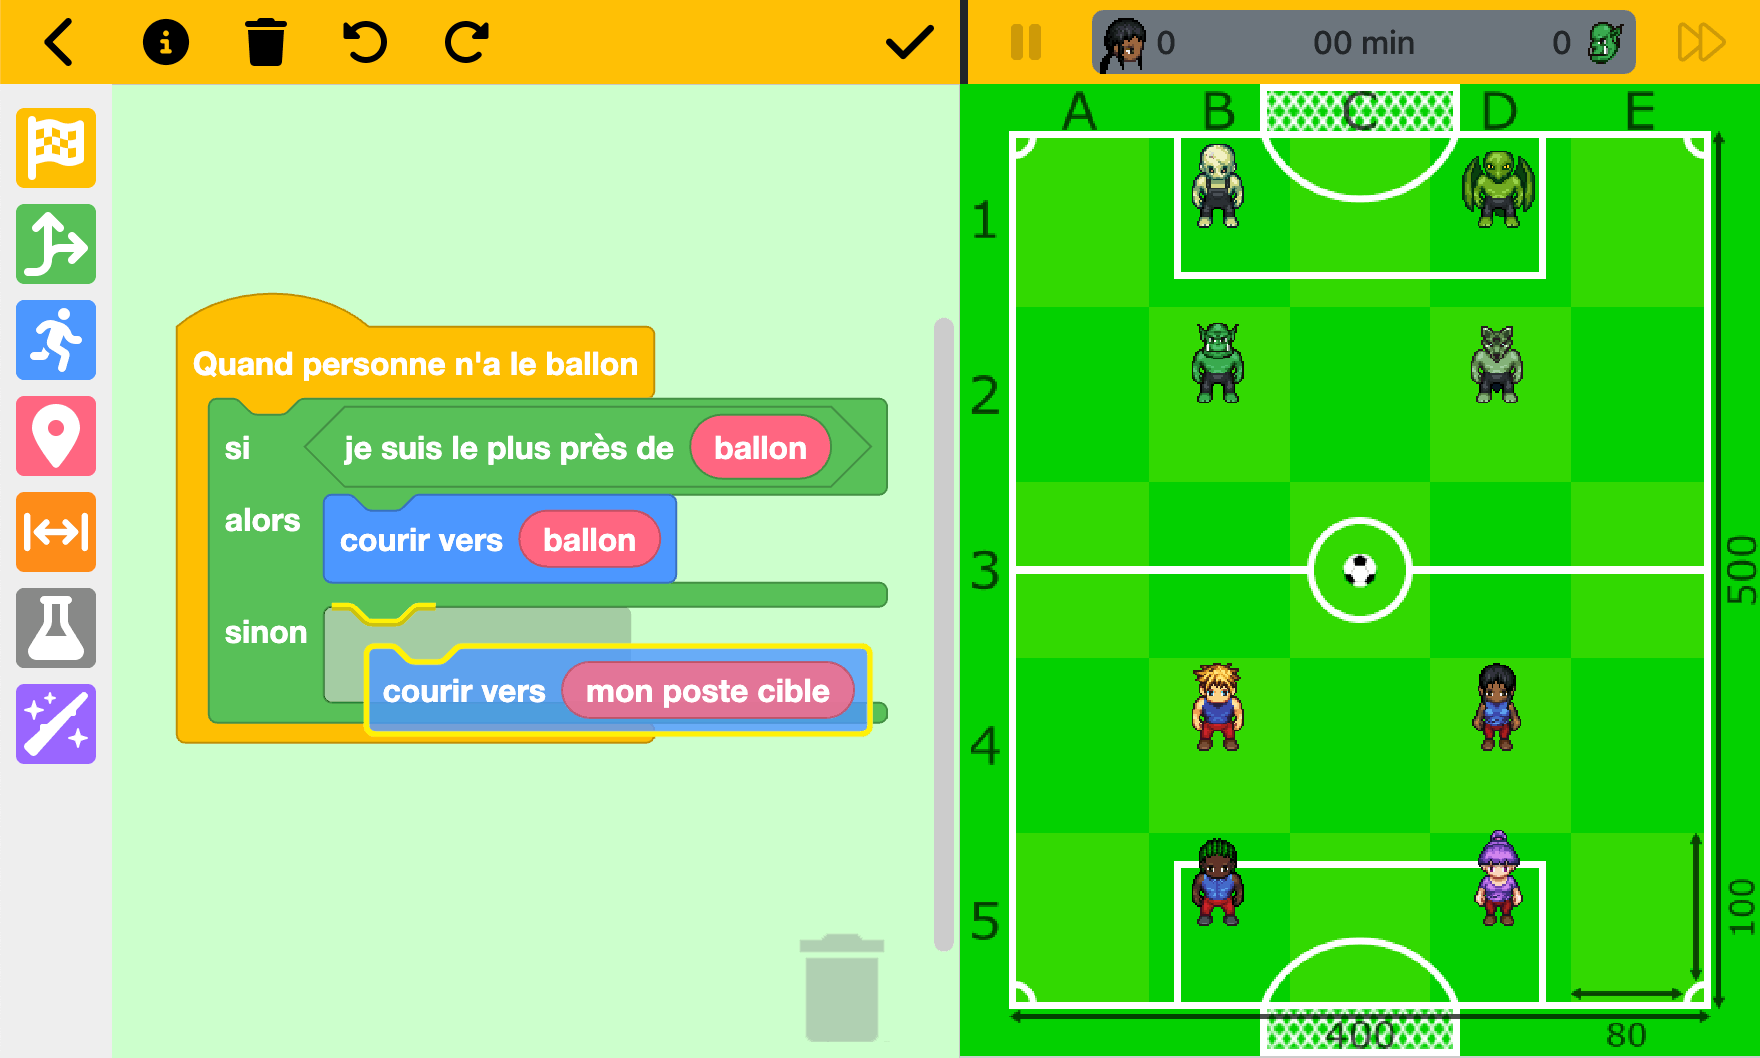 0 00 min 0
A B C D E
1
2
3
4
5
500
100
400 80
Quand personne n'a le ballon
si je suis le plus près de ballon
alors courir vers ballon
sinon
courir vers mon poste cible